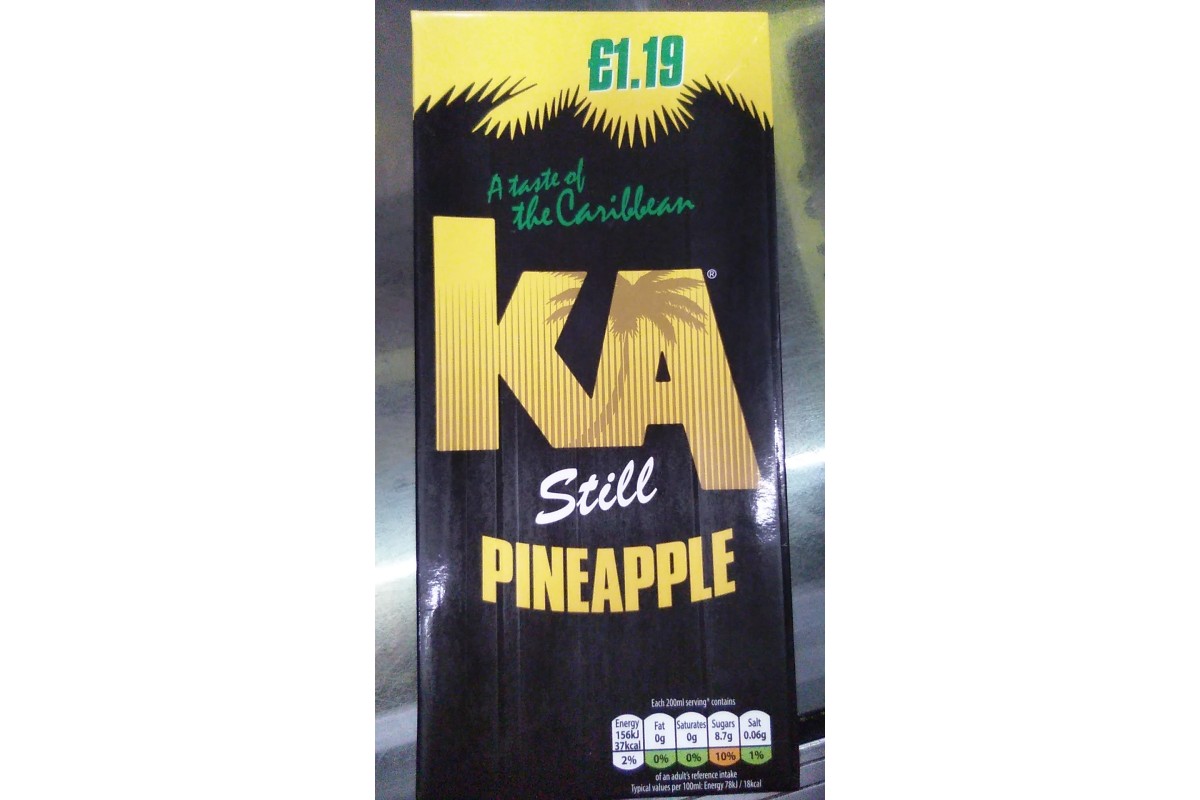 £1.19
A taste of
the Caribbean
KA®
Still
PINEAPPLE
Each 200ml serving* contains
Energy Fat Saturates Sugars Salt
156kJ 0g 0g 8.7g 0.06g
37kcal
2% 0% 0% 10% 1%
of an adult's reference intake
Typical values per 100ml: Energy 78kJ / 18kcal